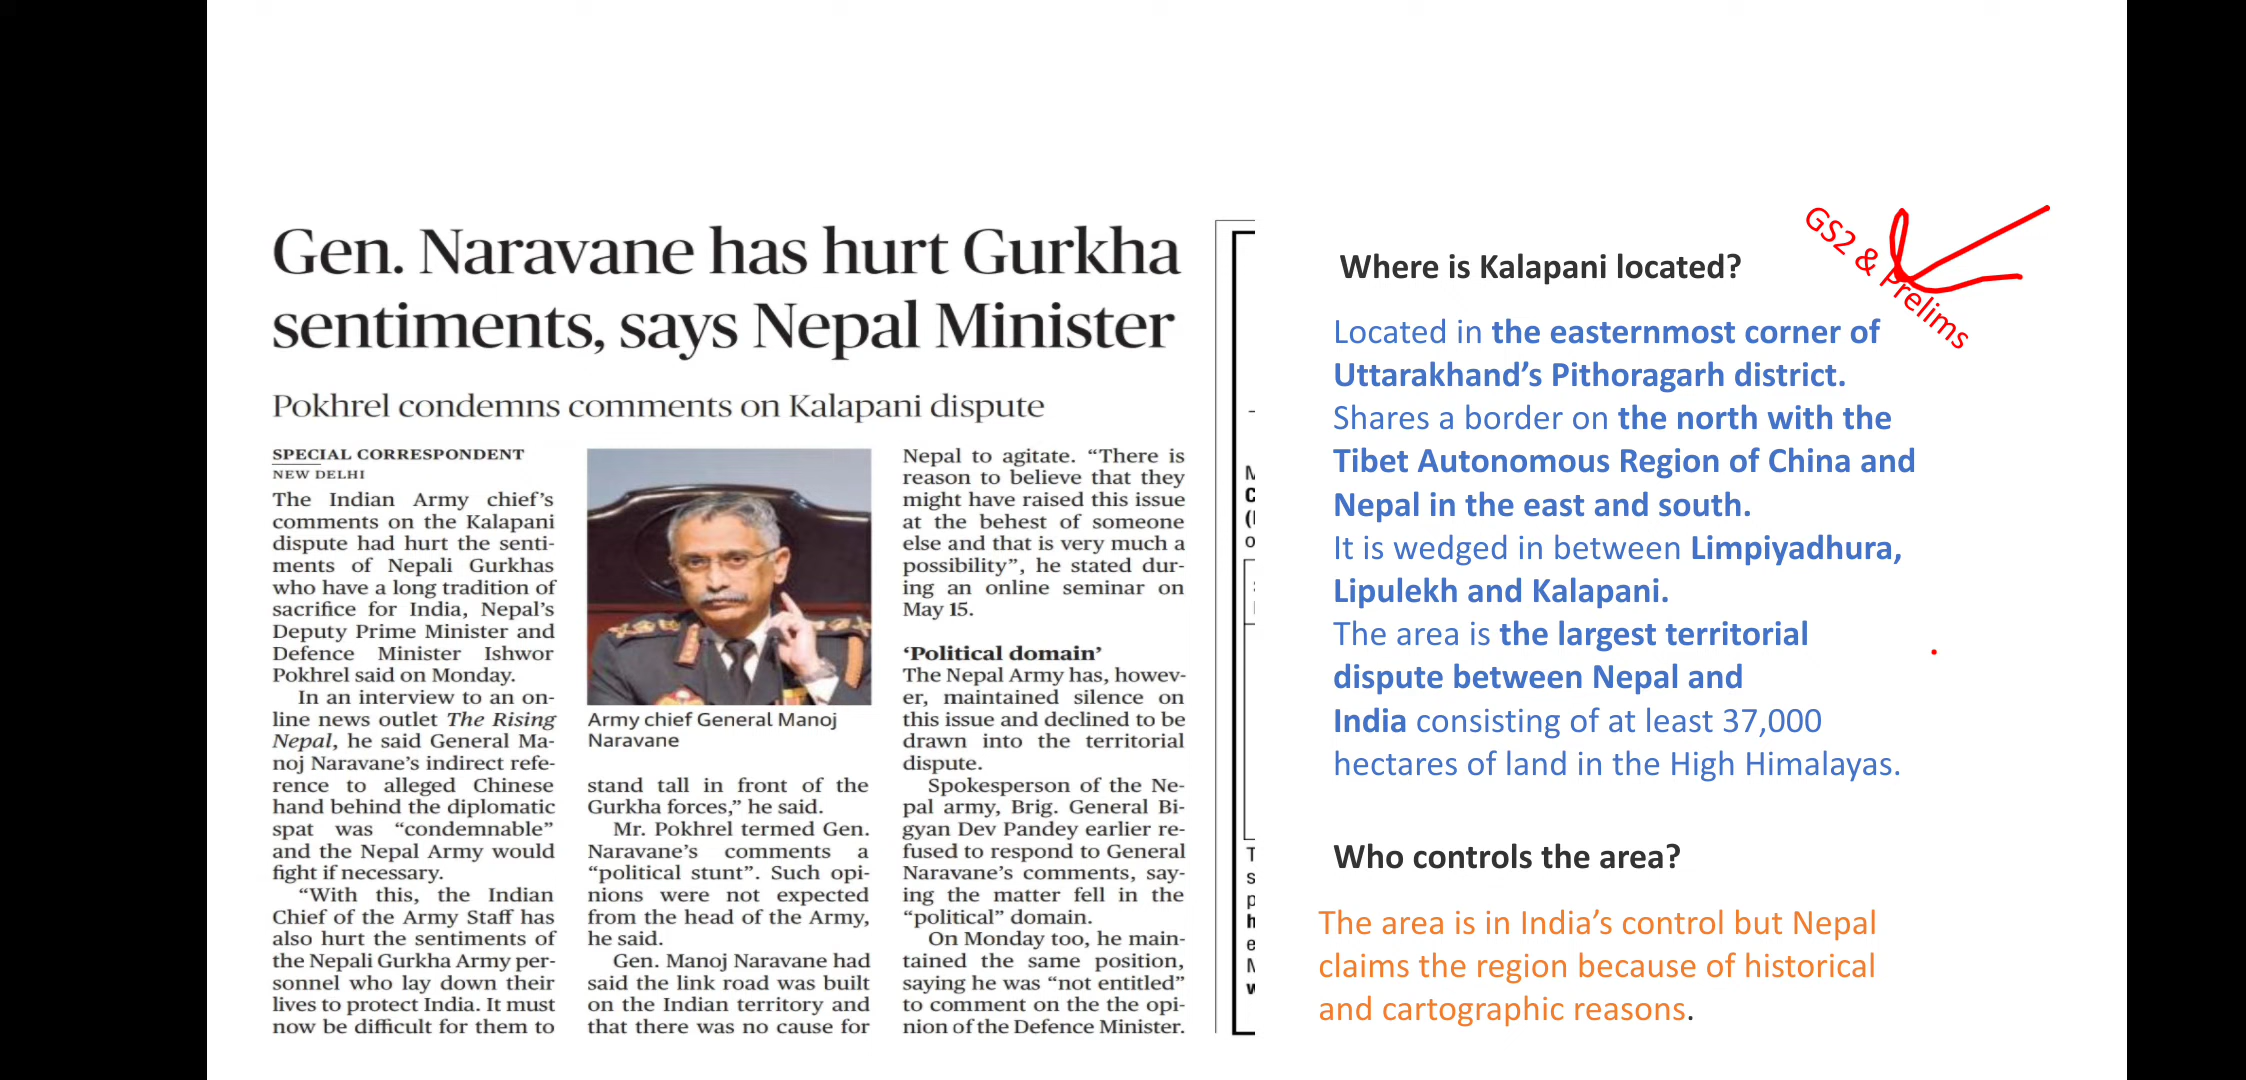 Gen. Naravane has hurt Gurkha
sentiments, says Nepal Minister
Pokhrel condemns comments on Kalapani dispute
SPECIAL CORRESPONDENT
NEW DELHI
The Indian Army chief's
comments on the Kalapani
dispute had hurt the senti-
ments of Nepali Gurkhas
who have a long tradition of
sacrifice for India, Nepal's
Deputy Prime Minister and
Defence Minister Ishwor
Pokhrel said on Monday.
In an interview to an on-
line news outlet The Rising
Nepal, he said General Ma-
noj Naravane's indirect refe-
rence to alleged Chinese
hand behind the diplomatic
spat was “condemnable”
and the Nepal Army would
fight if necessary.
“With this, the Indian
Chief of the Army Staff has
also hurt the sentiments of
the Nepali Gurkha Army per-
sonnel who lay down their
lives to protect India. It must
now be difficult for them to
Army chief General Manoj
Naravane
stand tall in front of the
Gurkha forces,” he said.
Mr. Pokhrel termed Gen.
Naravane's comments a
“political stunt”. Such opi-
nions were not expected
from the head of the Army,
he said.
Gen. Manoj Naravane had
said the link road was built
on the Indian territory and
that there was no cause for
Nepal to agitate. “There is
reason to believe that they
might have raised this issue
at the behest of someone
else and that is very much a
possibility”, he stated dur-
ing an online seminar on
May 15.
‘Political domain’
The Nepal Army has, howev-
er, maintained silence on
this issue and declined to be
drawn into the territorial
dispute.
Spokesperson of the Ne-
pal army, Brig. General Bi-
gyan Dev Pandey earlier re-
fused to respond to General
Naravane's comments, say-
ing the matter fell in the
“political” domain.
On Monday too, he main-
tained the same position,
saying he was “not entitled”
to comment on the the opi-
nion of the Defence Minister.
GS2 & Prelims
Where is Kalapani located?
Located in the easternmost corner of
Uttarakhand’s Pithoragarh district.
Shares a border on the north with the
Tibet Autonomous Region of China and
Nepal in the east and south.
It is wedged in between Limpiyadhura,
Lipulekh and Kalapani.
The area is the largest territorial
dispute between Nepal and
India consisting of at least 37,000
hectares of land in the High Himalayas.
Who controls the area?
The area is in India’s control but Nepal
claims the region because of historical
and cartographic reasons.